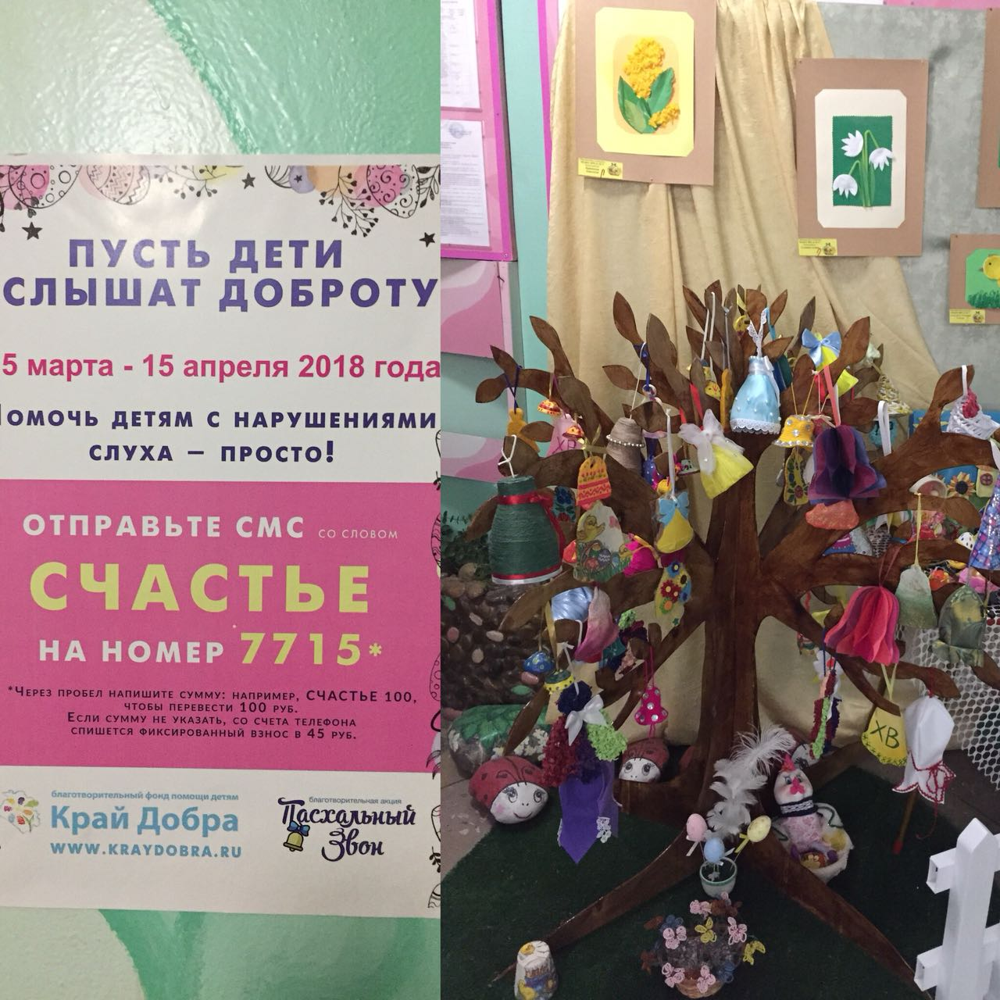 ПУСТЬ ДЕТИ
СЛЫШАТ ДОБРОТУ
5 марта - 15 апреля 2018 года
ПОМОЧЬ ДЕТЯМ С НАРУШЕНИЯМИ
СЛУХА – ПРОСТО!
ОТПРАВЬТЕ СМС СО СЛОВОМ
СЧАСТЬЕ
НА НОМЕР 7715*
*ЧЕРЕЗ ПРОБЕЛ НАПИШИТЕ СУММУ: НАПРИМЕР, СЧАСТЬЕ 100,
ЧТОБЫ ПЕРЕВЕСТИ 100 РУБ.
ЕСЛИ СУММУ НЕ УКАЗАТЬ, СО СЧЕТА ТЕЛЕФОНА
СПИШЕТСЯ ФИКСИРОВАННЫЙ ВЗНОС В 45 РУБ.
благотворительный фонд помощи детям
Край Добра
WWW.KRAYDOBRA.RU
благотворительная акция
Пасхальный
Звон
ХВ